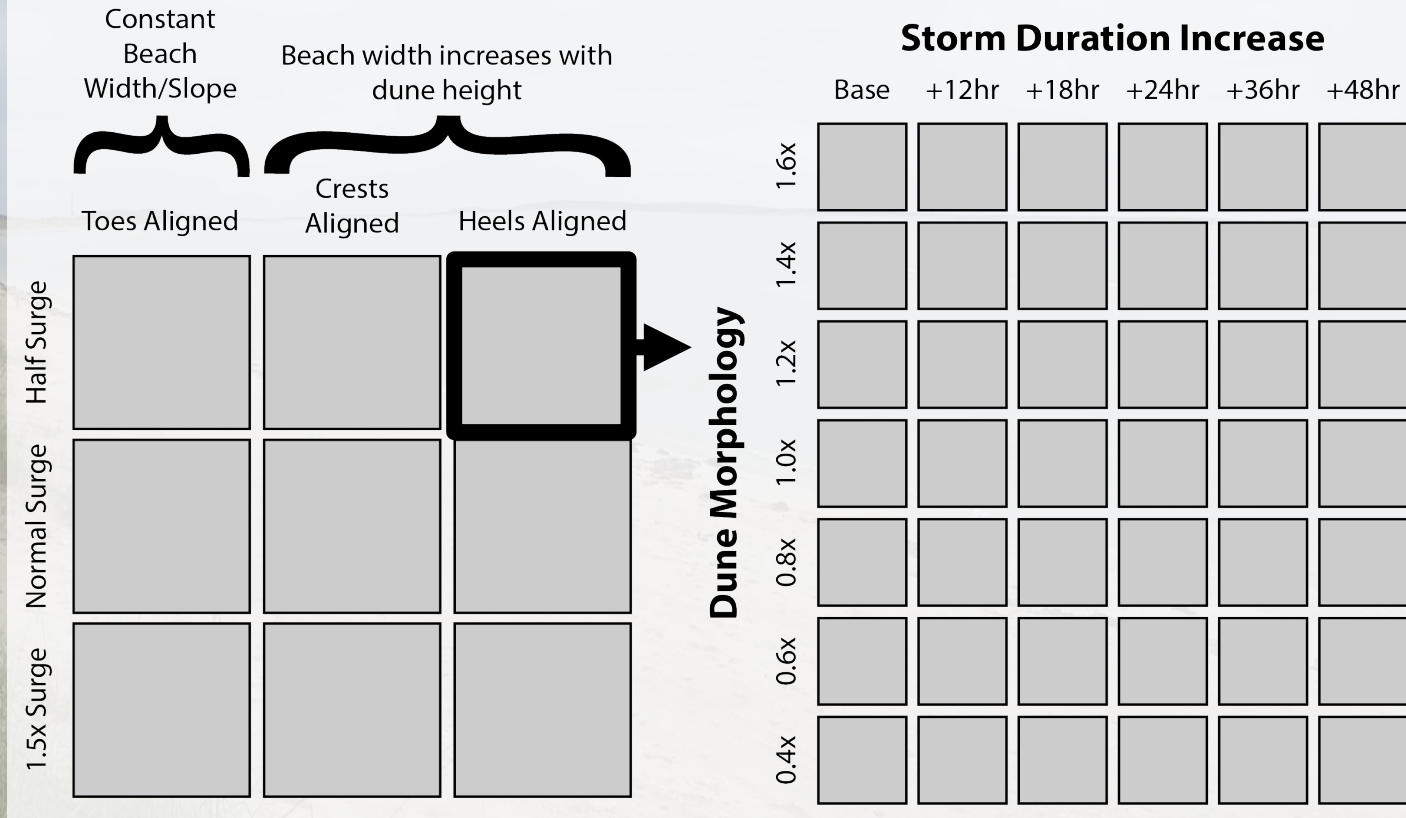 Constant
Beach
Width/Slope
Beach width increases with
dune height
Toes Aligned
Crests
Aligned
Heels Aligned
Half Surge
Normal Surge
1.5x Surge
Storm Duration Increase
Base +12hr +18hr +24hr +36hr +48hr
Dune Morphology
1.6x
1.4x
1.2x
1.0x
0.8x
0.6x
0.4x